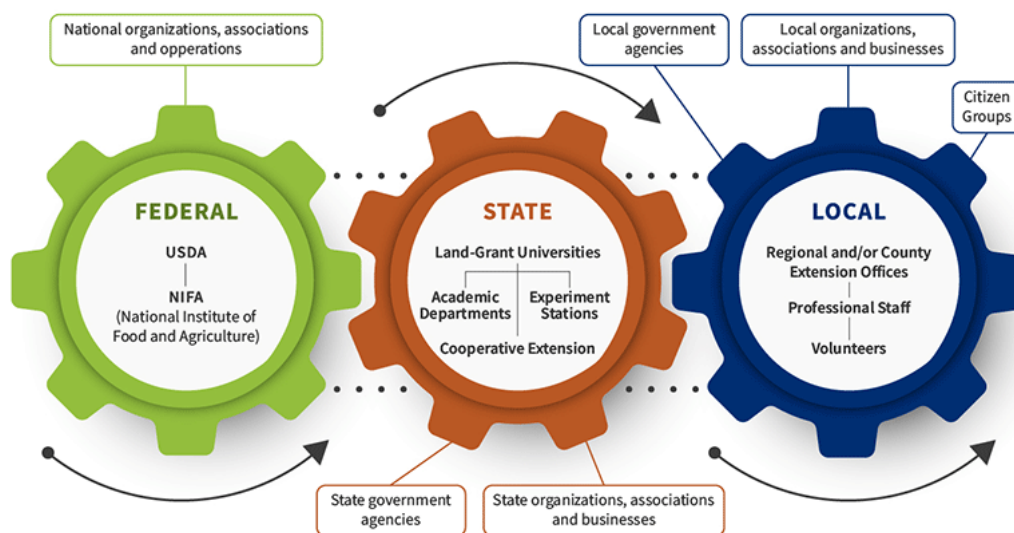 National organizations, associations
and opperations
Local government
agencies
Local organizations,
associations and businesses
Citizen
Groups
FEDERAL
USDA
NIFA
(National Institute of
Food and Agriculture)
STATE
Land-Grant Universities
Academic
Departments
Experiment
Stations
Cooperative Extension
LOCAL
Regional and/or County
Extension Offices
Professional Staff
Volunteers
State government
agencies
State organizations, associations
and businesses